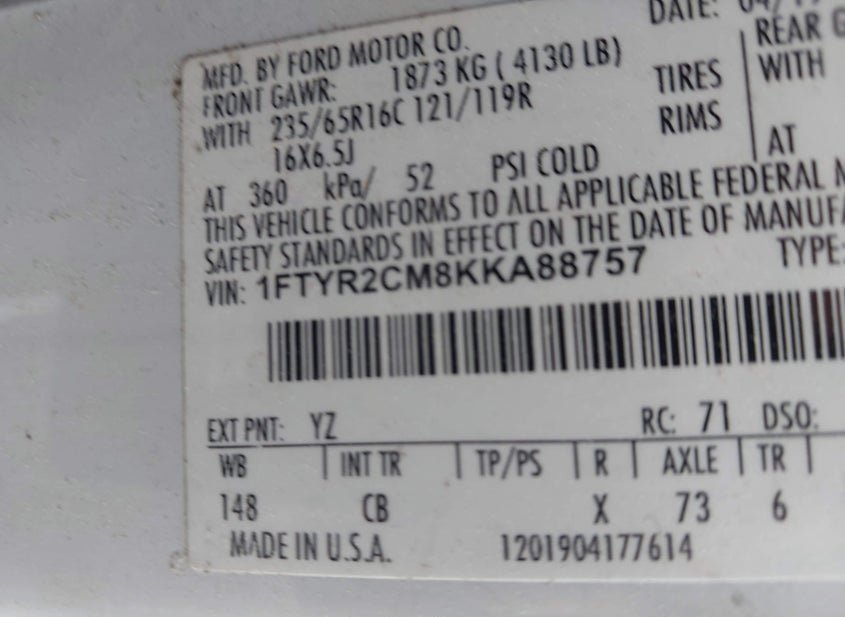 DATE:
MFD. BY FORD MOTOR CO.
FRONT GAWR: 1873 KG ( 4130 LB)
REAR
WITH 235/65R16C 121/119R TIRES WITH
16X6.5J RIMS
AT 360 kPa/ 52 PSI COLD AT
THIS VEHICLE CONFORMS TO ALL APPLICABLE FEDERAL
SAFETY STANDARDS IN EFFECT ON THE DATE OF
VIN: 1FTYR2CM8KKA88757 TYPE:
EXT PNT: YZ RC: 71 DSO:
WB INT TR TP/PS R AXLE TR
148 CB X 73 6
MADE IN U.S.A. 1201904177614